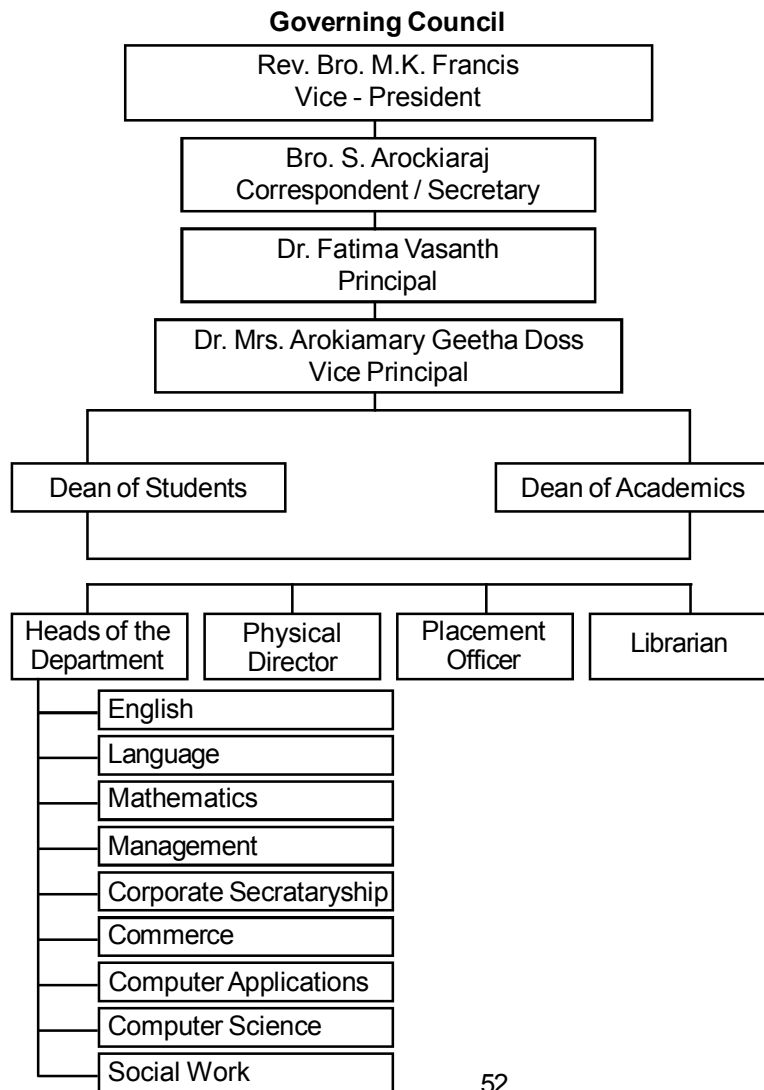 Governing Council
Rev. Bro. M.K. Francis
Vice - President
Bro. S. Arockiaraj
Correspondent / Secretary
Dr. Fatima Vasanth
Principal
Dr. Mrs. Arokiamary Geetha Doss
Vice Principal
Dean of Students
Dean of Academics
Heads of the
Department
Physical
Director
Placement
Officer
Librarian
English
Language
Mathematics
Management
Corporate Secrataryship
Commerce
Computer Applications
Computer Science
Social Work
52